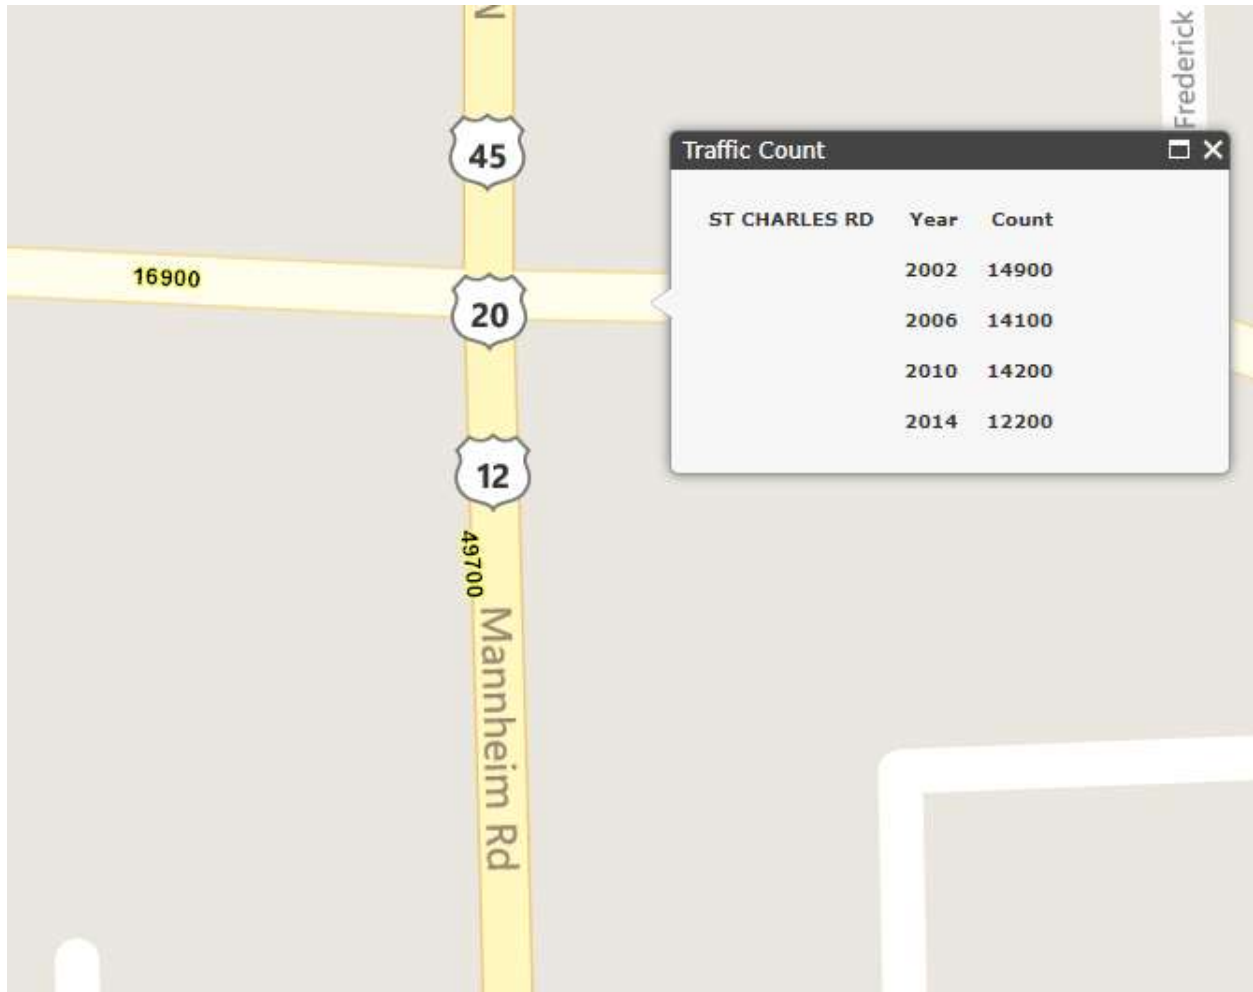 N
Frederick
45
Traffic Count
ST CHARLES RD Year Count
2002 14900
16900
20
2006 14100
2010 14200
2014 12200
12
49700
Mannheim Rd